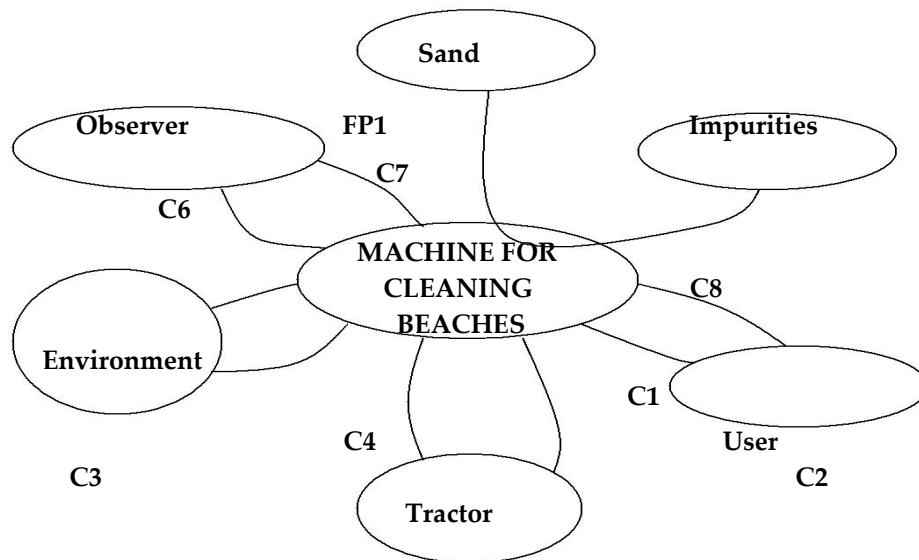 Sand
Observer
FP1
Impurities
C7
C6
MACHINE FOR
CLEANING
BEACHES
C8
Environment
C1
C4
User
C3
C2
Tractor